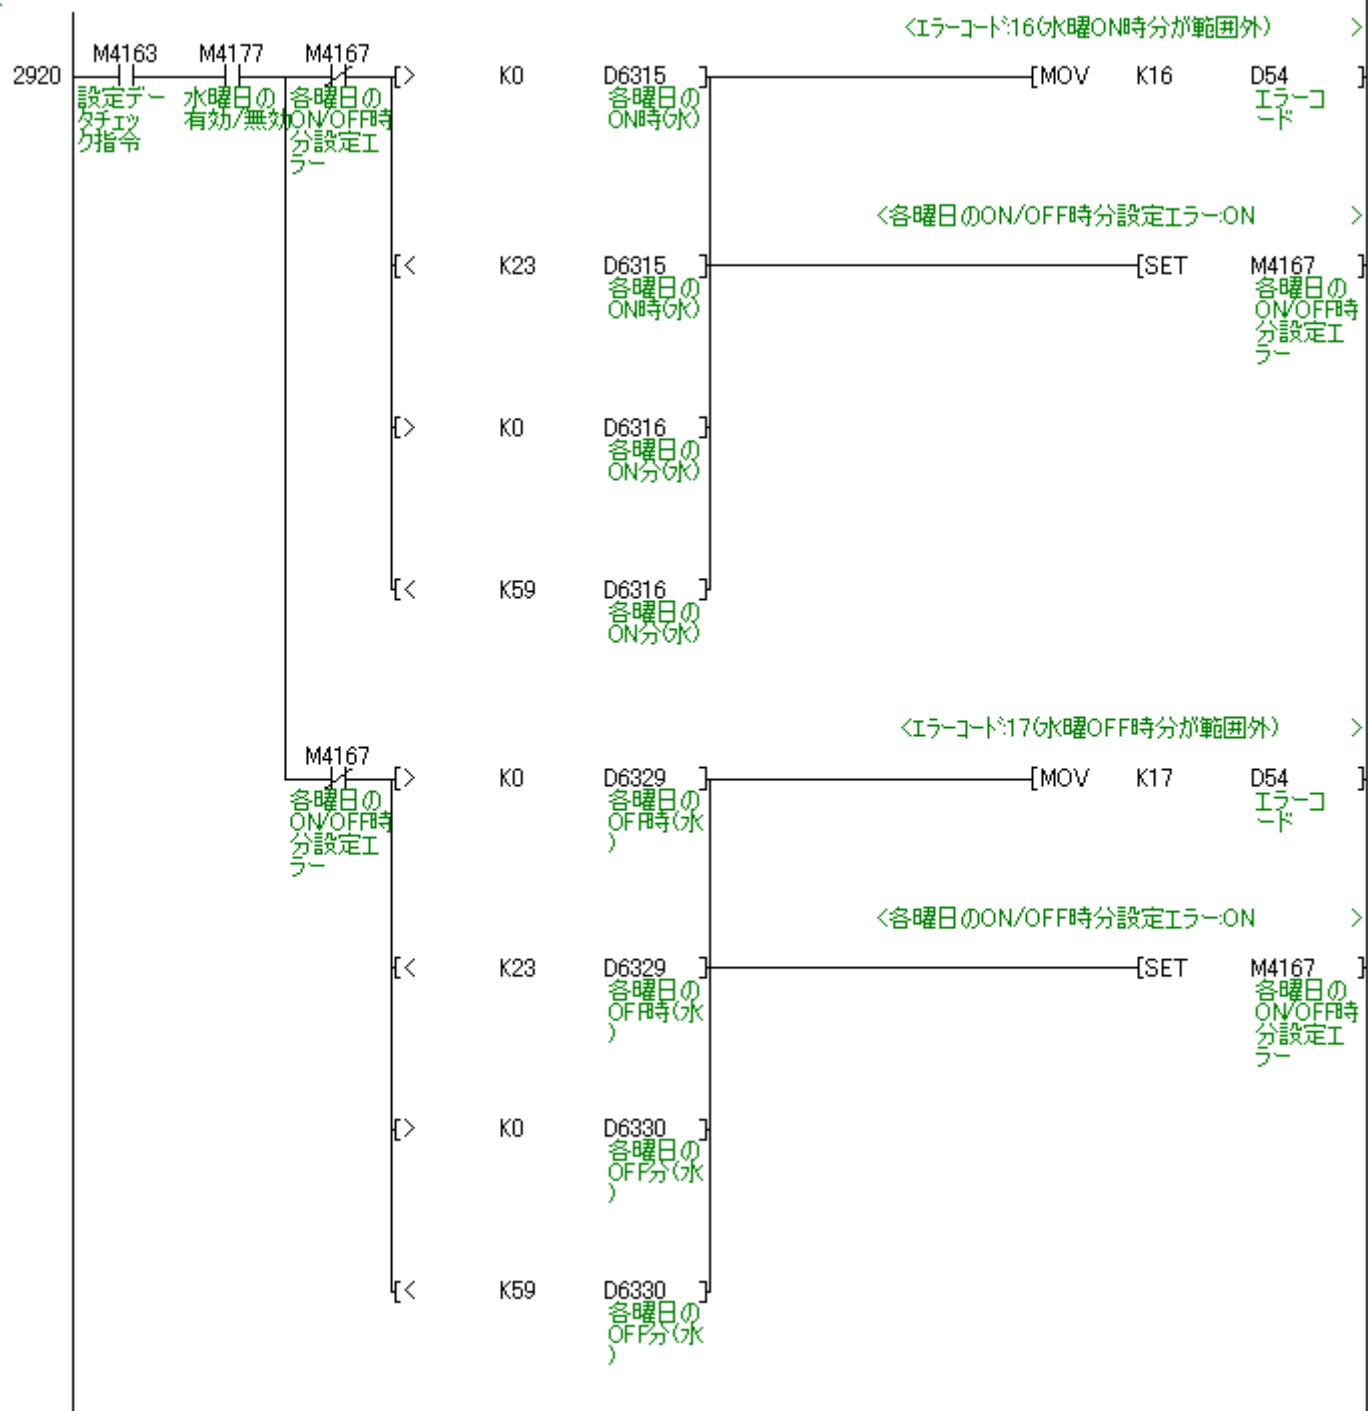 <エラーコード:16(水曜ON時分が範囲外) >
M4163 M4177 M4167
2920 [> K0 D6315 ] [MOV K16 D54 ]
設定デー 水曜日の 各曜日の 各曜日の エラーコ
タチェッ 有効/無効 ON/OFF時 ON時(水) ード
ク指令 分設定エ
ラー
<各曜日のON/OFF時分設定エラー:ON >
[< K23 D6315 ] [SET M4167 ]
各曜日の 各曜日の
ON時(水) ON/OFF時
分設定エ
ラー
[> K0 D6316 ]
各曜日の
ON分(水)
[< K59 D6316 ]
各曜日の
ON分(水)
<エラーコード:17(水曜OFF時分が範囲外) >
M4167
[> K0 D6329 ] [MOV K17 D54 ]
各曜日の 各曜日の エラーコ
ON/OFF時 OFF時(水 ード
分設定エ )
ラー
<各曜日のON/OFF時分設定エラー:ON >
[< K23 D6329 ] [SET M4167 ]
各曜日の 各曜日の
OFF時(水 ON/OFF時
) 分設定エ
ラー
[> K0 D6330 ]
各曜日の
OFF分(水
)
[< K59 D6330 ]
各曜日の
OFF分(水
)